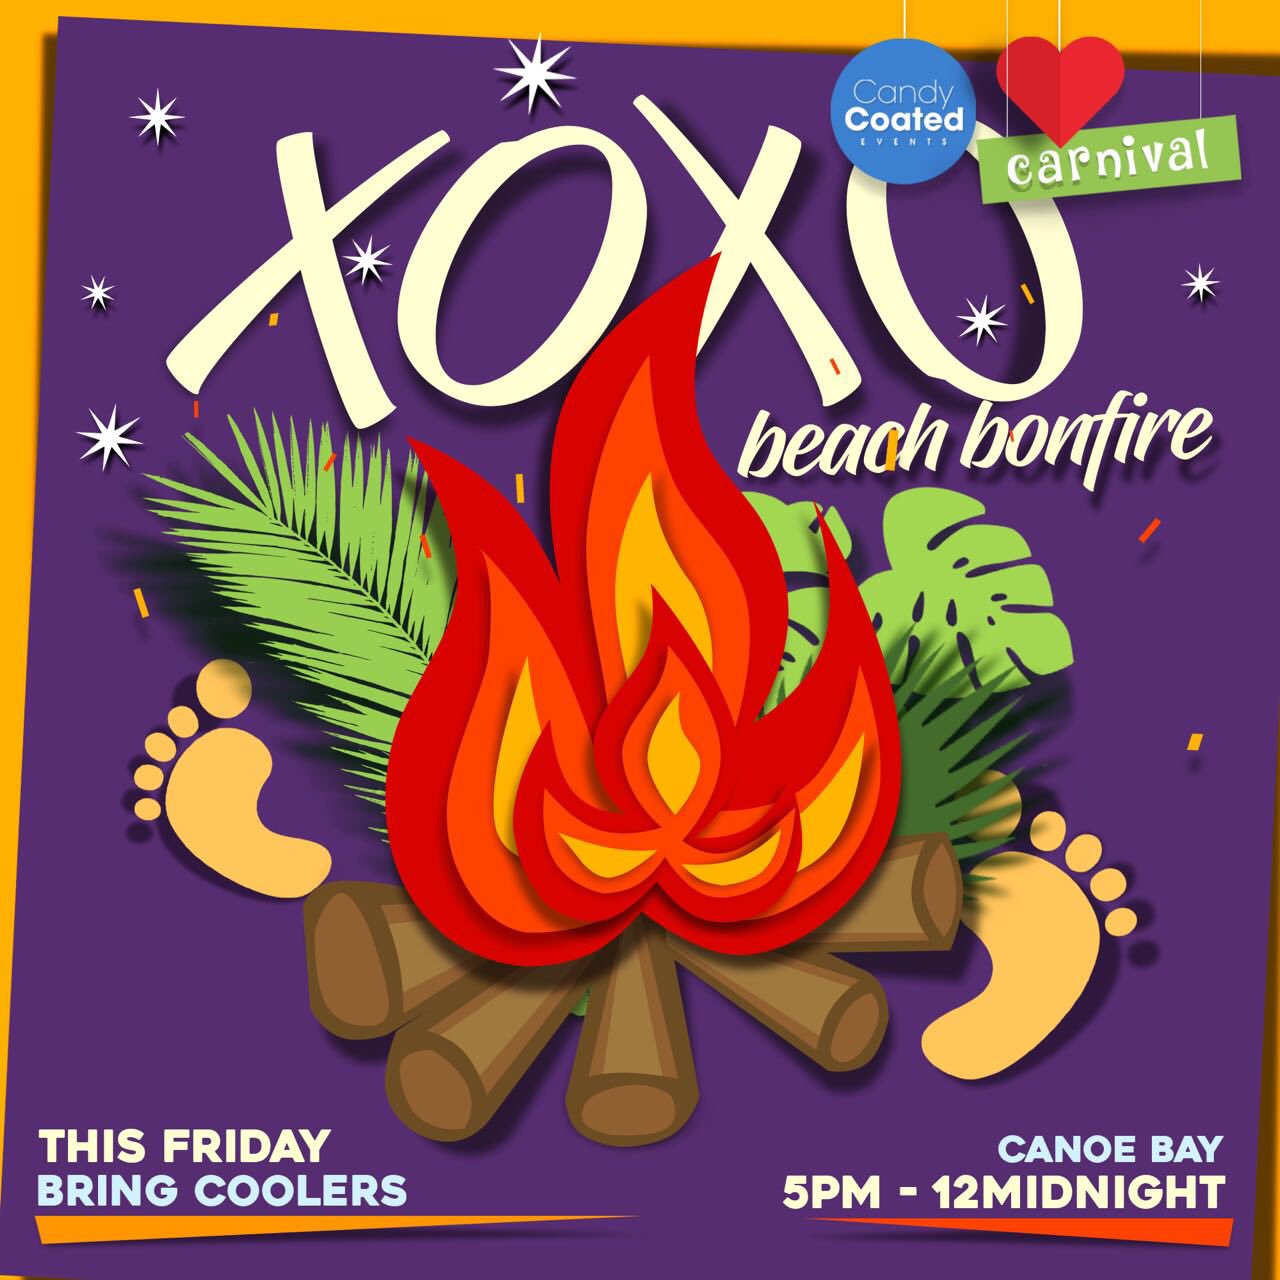 Candy
Coated
EVENTS
carnival
XOXO
beach bonfire
THIS FRIDAY
BRING COOLERS
CANOE BAY
5PM - 12MIDNIGHT